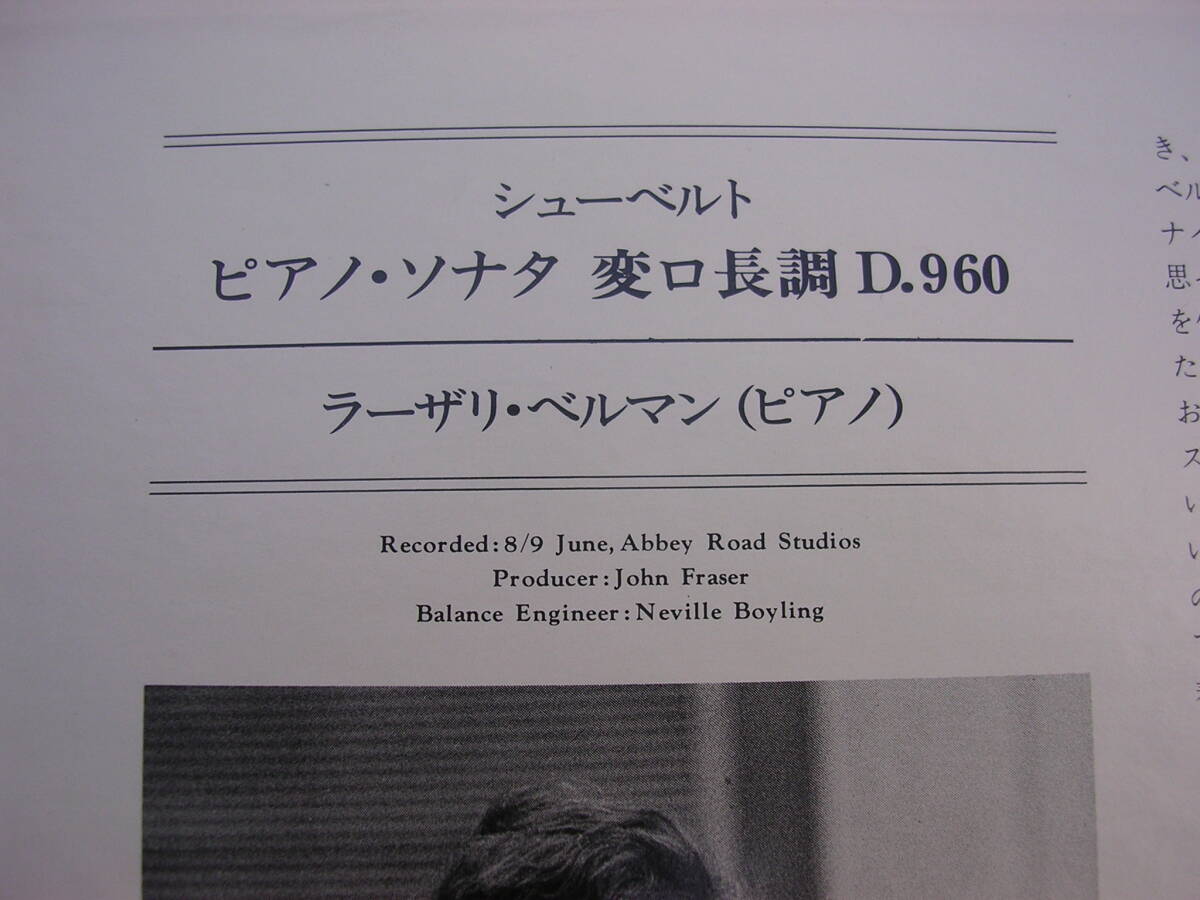 シューベルト
ピアノ・ソナタ 変ロ長調 D.960
ラーザリ・ベルマン(ピアノ)
Recorded:8/9 June, Abbey Road Studios
Producer:John Fraser
Balance Engineer:Neville Boyling
き、
ベル
ナ
思
を
た
お
ス
い
い
の